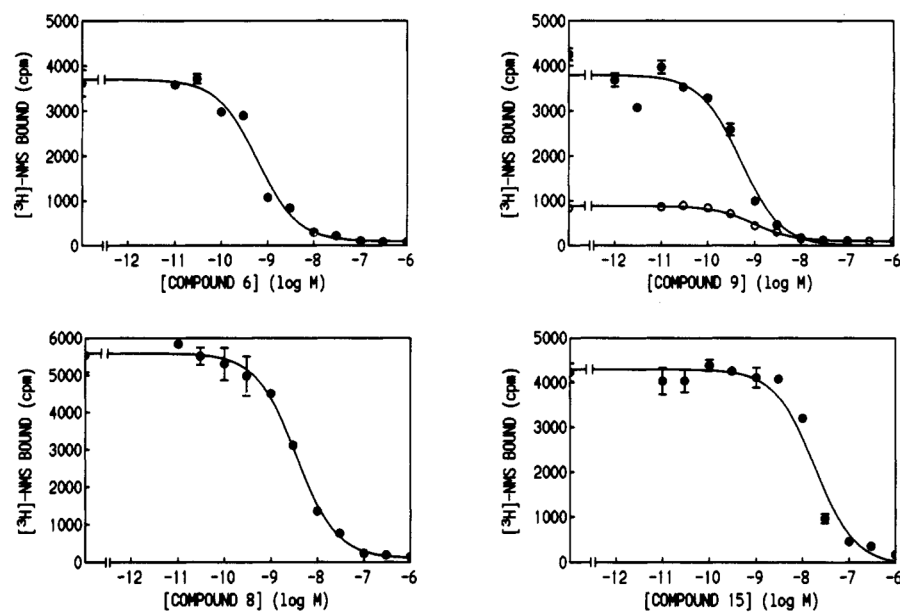 5000
4000
3000
2000
1000
0
[³H]-NMS BOUND (cpm)
-12 -11 -10 -9 -8 -7 -6
[COMPOUND 6] (log M)
5000
4000
3000
2000
1000
0
[³H]-NMS BOUND (cpm)
-12 -11 -10 -9 -8 -7 -6
[COMPOUND 9] (log M)
6000
5000
4000
3000
2000
1000
0
[³H]-NMS BOUND (cpm)
-12 -11 -10 -9 -8 -7 -6
[COMPOUND 8] (log M)
5000
4000
3000
2000
1000
0
[³H]-NMS BOUND (cpm)
-12 -11 -10 -9 -8 -7 -6
[COMPOUND 15] (log M)